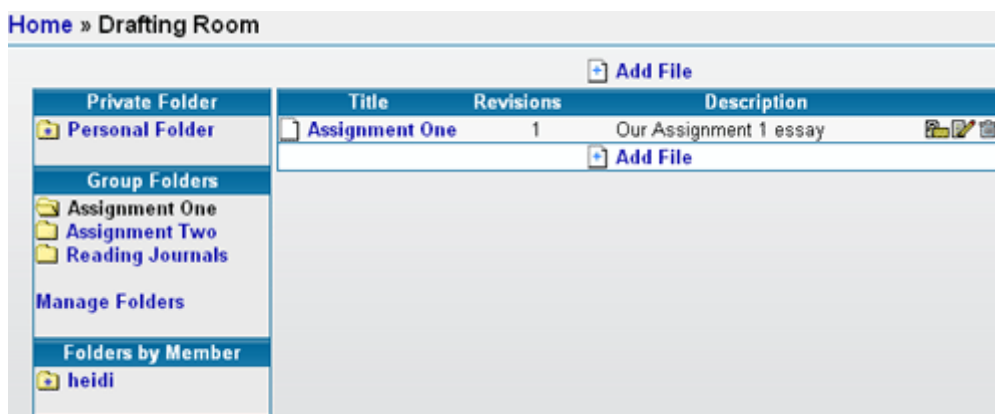 Home » Drafting Room
Add File
Private Folder
Personal Folder
Group Folders
Assignment One
Assignment Two
Reading Journals
Manage Folders
Folders by Member
heidi
Title Revisions Description
Assignment One 1 Our Assignment 1 essay
Add File